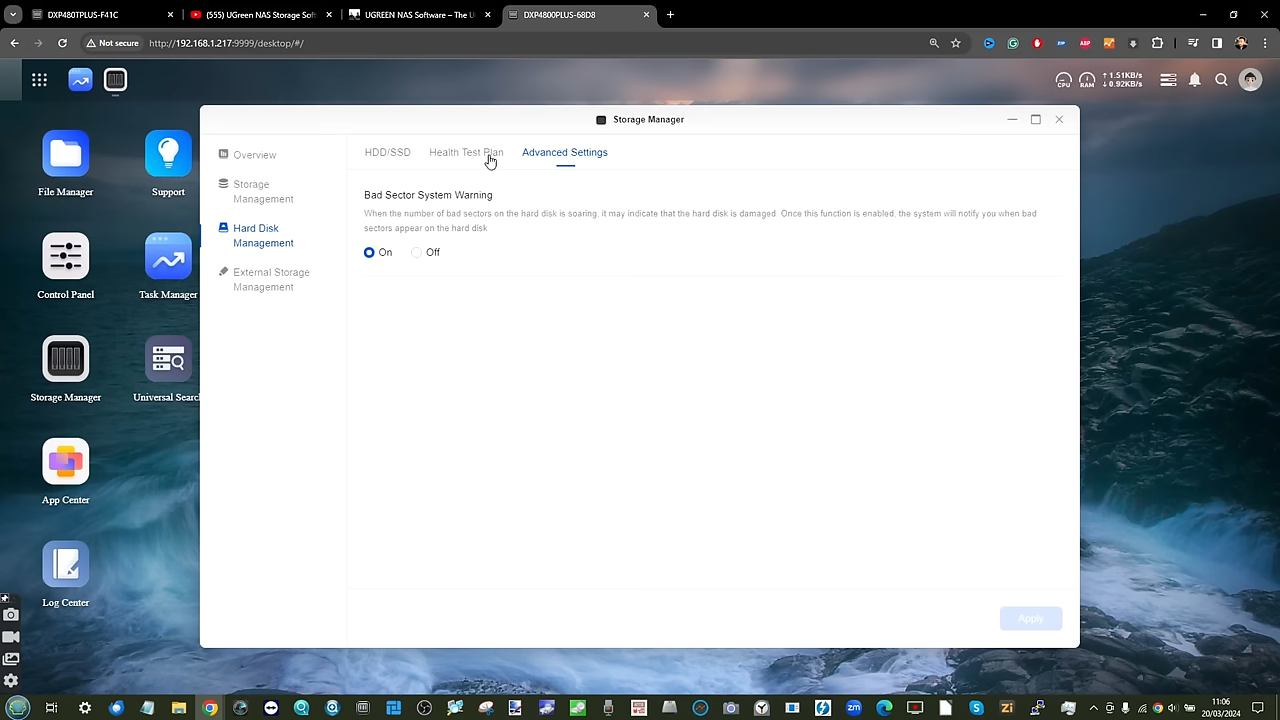 DXP480TPLUS-F41C
(555) UGreen NAS Storage Sof
UGREEN NAS Software – The U
DXP4800PLUS-68D8
Not secure
http://192.168.1.217:9999/desktop/#/
CPU
RAM
↑ 1.51KB/s
↓ 0.92KB/s
Storage Manager
Overview
Storage
Management
Hard Disk
Management
External Storage
Management
HDD/SSD
Health Test Plan
Advanced Settings
Bad Sector System Warning
When the number of bad sectors on the hard disk is soaring, it may indicate that the hard disk is damaged. Once this function is enabled, the system will notify you when bad
sectors appear on the hard disk
On
Off
Apply
File Manager
Support
Control Panel
Task Manager
Storage Manager
Universal Searc
App Center
Log Center
11:06
20/03/2024